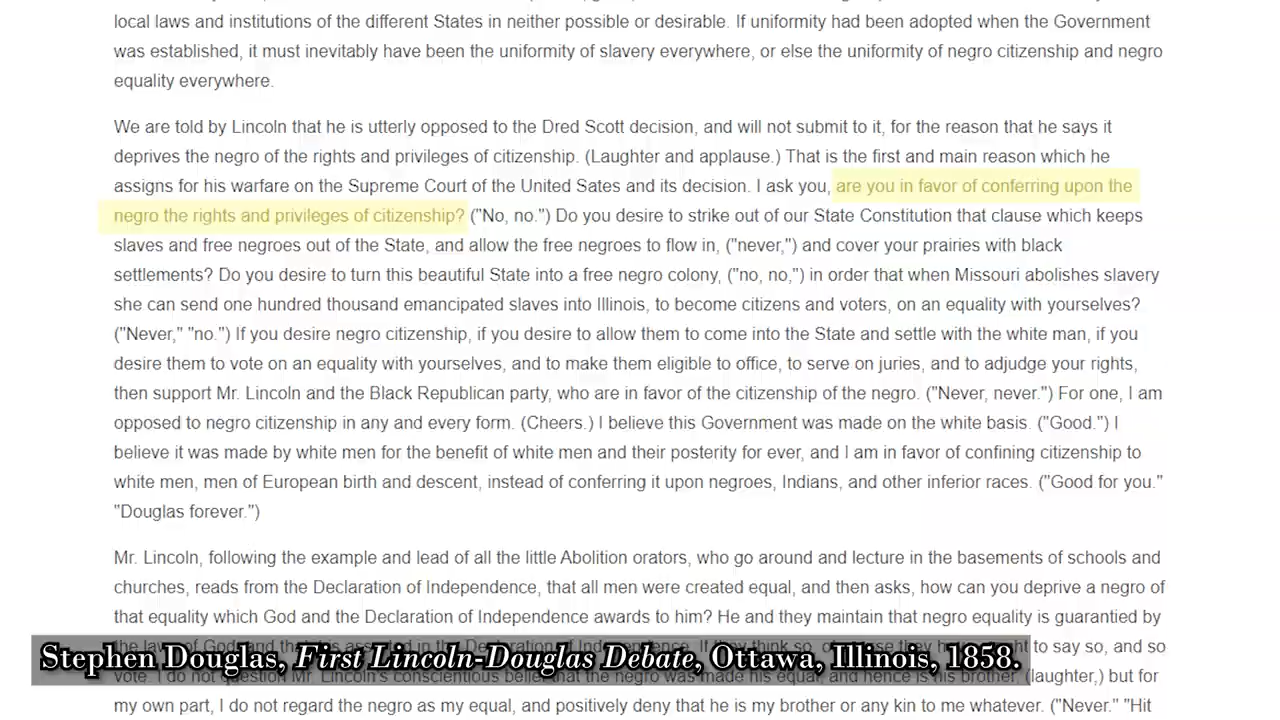 local laws and institutions of the different States in neither possible or desirable. If uniformity had been adopted when the Government
was established, it must inevitably have been the uniformity of slavery everywhere, or else the uniformity of negro citizenship and negro
equality everywhere.
We are told by Lincoln that he is utterly opposed to the Dred Scott decision, and will not submit to it, for the reason that he says it
deprives the negro of the rights and privileges of citizenship. (Laughter and applause.) That is the first and main reason which he
assigns for his warfare on the Supreme Court of the United Sates and its decision. I ask you, are you in favor of conferring upon the
negro the rights and privileges of citizenship? ("No, no.") Do you desire to strike out of our State Constitution that clause which keeps
slaves and free negroes out of the State, and allow the free negroes to flow in, ("never,") and cover your prairies with black
settlements? Do you desire to turn this beautiful State into a free negro colony, ("no, no,") in order that when Missouri abolishes slavery
she can send one hundred thousand emancipated slaves into Illinois, to become citizens and voters, on an equality with yourselves?
("Never," "no.") If you desire negro citizenship, if you desire to allow them to come into the State and settle with the white man, if you
desire them to vote on an equality with yourselves, and to make them eligible to office, to serve on juries, and to adjudge your rights,
then support Mr. Lincoln and the Black Republican party, who are in favor of the citizenship of the negro. ("Never, never.") For one, I am
opposed to negro citizenship in any and every form. (Cheers.) I believe this Government was made on the white basis. ("Good.") I
believe it was made by white men for the benefit of white men and their posterity for ever, and I am in favor of confining citizenship to
white men, men of European birth and descent, instead of conferring it upon negroes, Indians, and other inferior races. ("Good for you."
"Douglas forever.")
Mr. Lincoln, following the example and lead of all the little Abolition orators, who go around and lecture in the basements of schools and
churches, reads from the Declaration of Independence, that all men were created equal, and then asks, how can you deprive a negro of
that equality which God and the Declaration of Independence awards to him? He and they maintain that negro equality is guarantied by
the laws of God, and that it is asserted in the Declaration of Independence. If they think so, of course they have a right to say so, and so
Stephen Douglas, First Lincoln-Douglas Debate, Ottawa, Illinois, 1858.
vote. I do not question Mr. Lincoln's conscientious belief that the negro was made his equal, and hence is his brother, (laughter,) but for
my own part, I do not regard the negro as my equal, and positively deny that he is my brother or any kin to me whatever. ("Never." "Hit